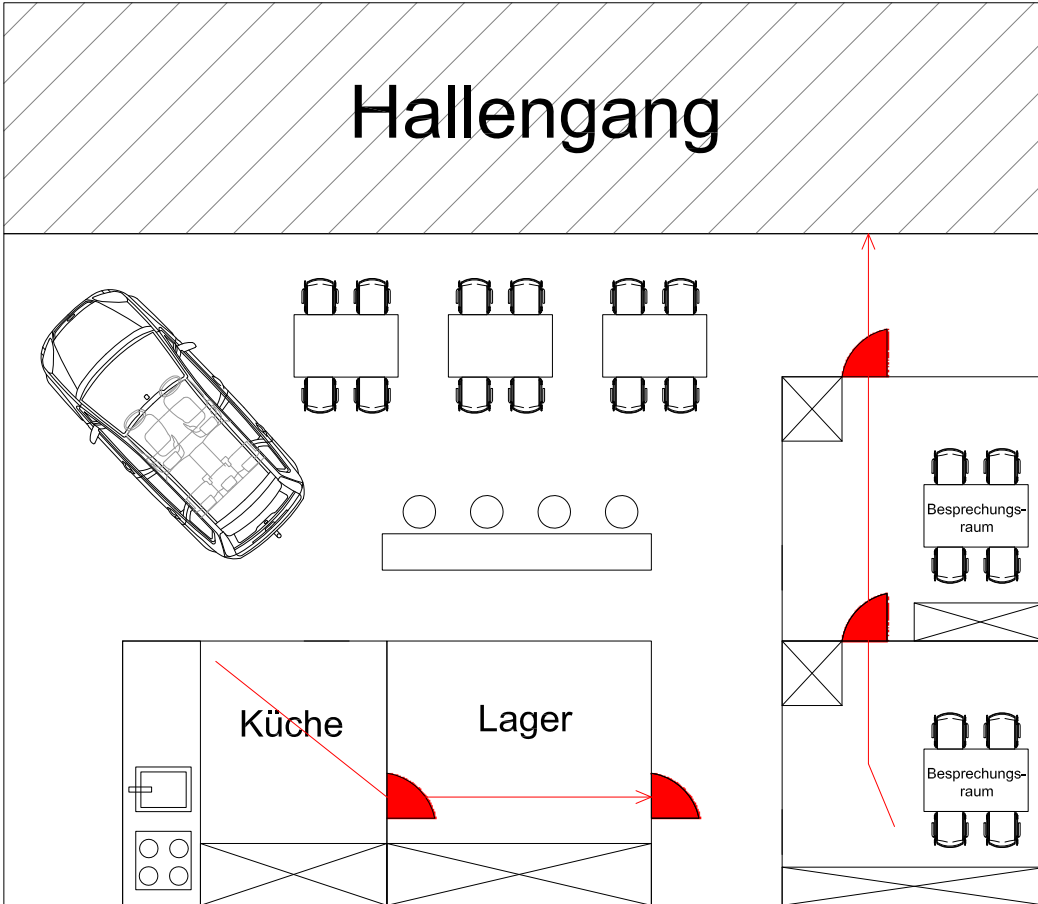 Hallengang
Besprechungs-
raum
Küche
Lager
Besprechungs-
raum